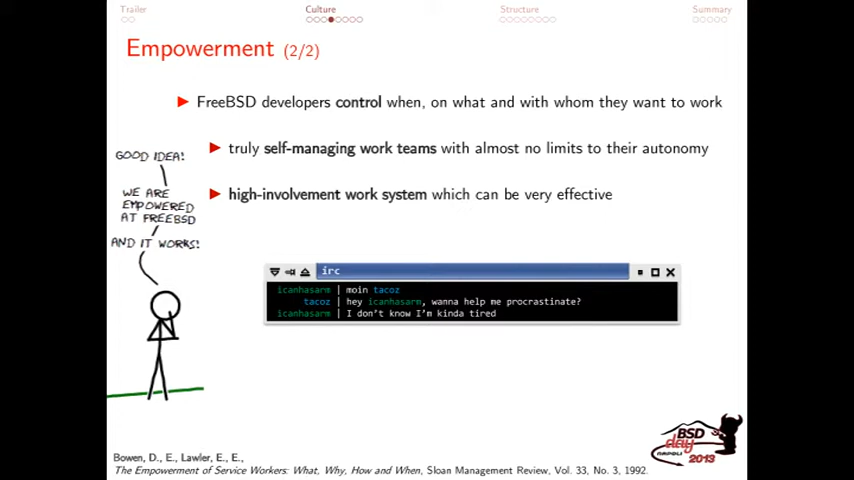 Trailer
Culture
Structure
Summary
Empowerment (2/2)
FreeBSD developers control when, on what and with whom they want to work
truly self-managing work teams with almost no limits to their autonomy
high-involvement work system which can be very effective
GOOD IDEA!
WE ARE
EMPOWERED
AT FREEBSD
AND IT WORKS!
irc
icanhasarm | moin tacoz
tacoz | hey icanhasarm, wanna help me procrastinate?
icanhasarm | I don't know I'm kinda tired
BSD
day
NAPOLI
2013
Bowen, D., E., Lawler, E., E.,
The Empowerment of Service Workers: What, Why, How and When, Sloan Management Review, Vol. 33, No. 3, 1992.